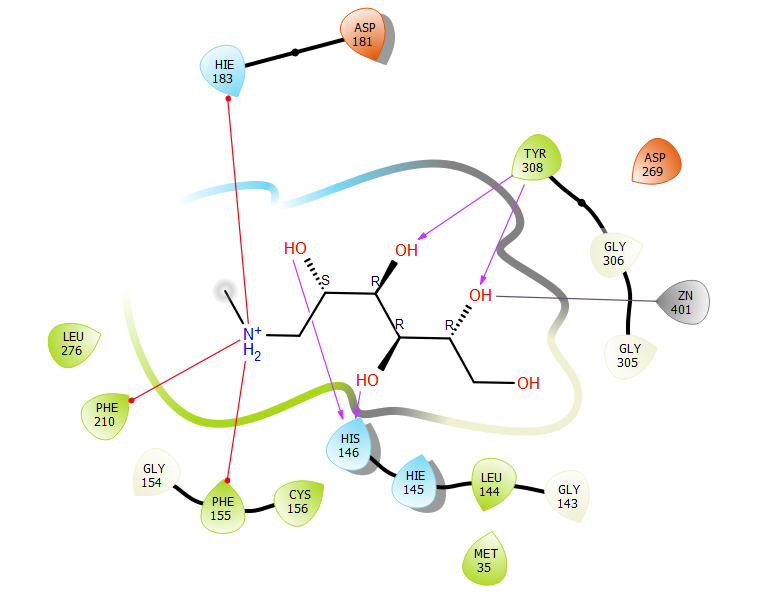 ASP
181
HIE
183
TYR
308
ASP
269
HO
OH
GLY
306
S
R
OH
ZN
401
R
R
N+
H2
LEU
276
GLY
305
HO
OH
PHE
210
HIS
146
GLY
154
HIE
145
LEU
144
GLY
143
PHE
155
CYS
156
MET
35